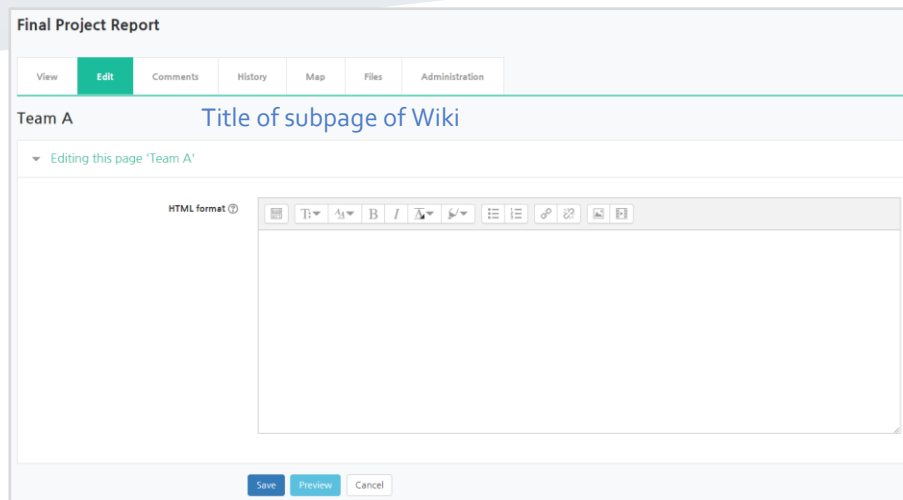 Final Project Report
View Edit Comments History Map Files Administration
Team A Title of subpage of Wiki
Editing this page 'Team A'
HTML format
Save Preview Cancel